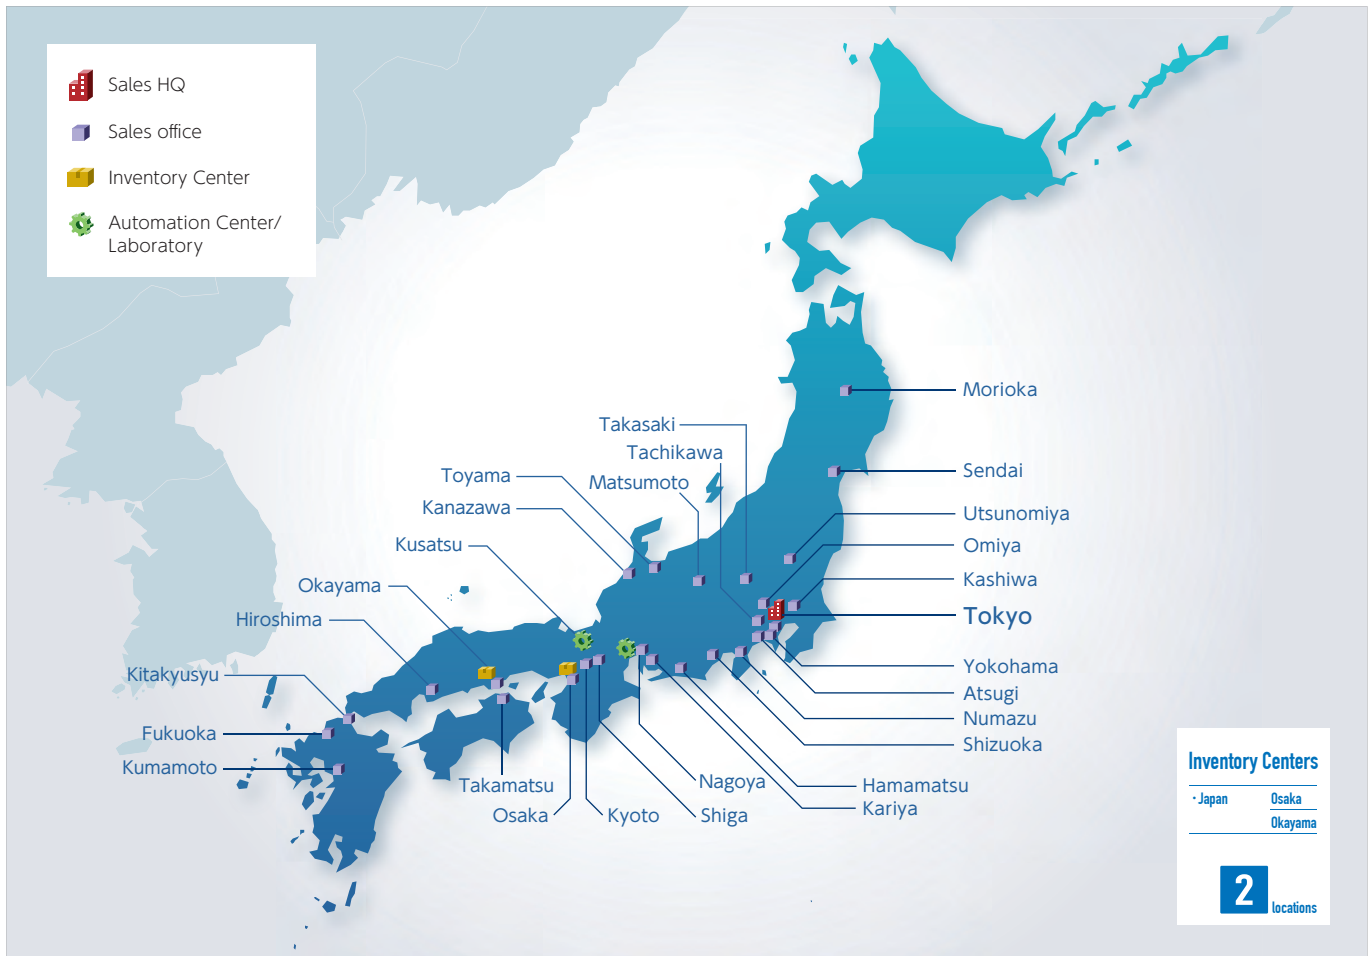 Sales HQ
Sales office
Inventory Center
Automation Center/
Laboratory
Morioka
Takasaki
Tachikawa
Sendai
Toyama
Matsumoto
Kanazawa
Utsunomiya
Kusatsu
Omiya
Okayama
Kashiwa
Hiroshima
Tokyo
Kitakyusyu
Yokohama
Atsugi
Numazu
Fukuoka
Shizuoka
Kumamoto
Takamatsu
Nagoya
Hamamatsu
Osaka
Kyoto
Shiga
Kariya
Inventory Centers
・Japan Osaka
Okayama
2 locations